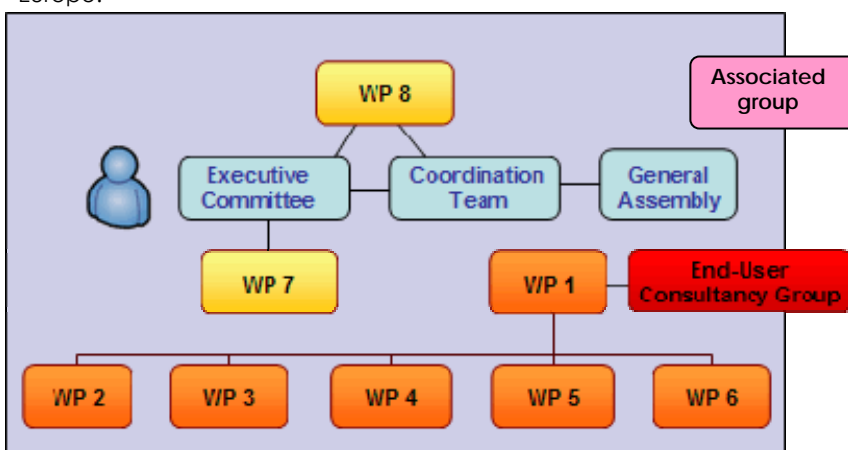 Europe.
WP 8
Associated
group
Executive
Committee
Coordination
Team
General
Assembly
WP 7
WP 1
End-User
Consultancy Group
WP 2
WP 3
WP 4
WP 5
WP 6